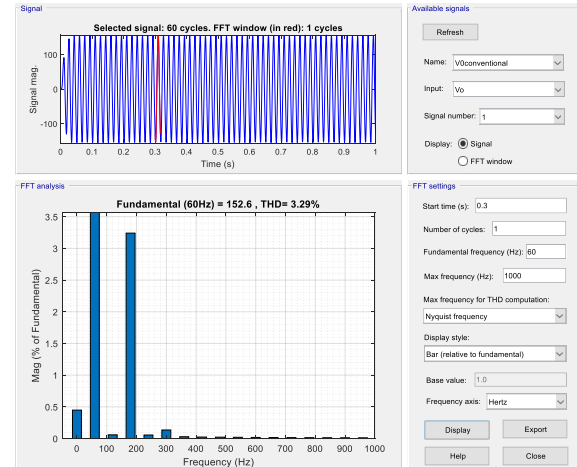 Signal
Selected signal: 60 cycles. FFT window (in red): 1 cycles
Signal mag.
100
0
-100
0 0.1 0.2 0.3 0.4 0.5 0.6 0.7 0.8 0.9 1
Time (s)
Available signals
Refresh
Name: V0conventional
Input: Vo
Signal number: 1
Display: Signal
FFT window
FFT analysis
Fundamental (60Hz) = 152.6 , THD= 3.29%
Mag (% of Fundamental)
3.5
3
2.5
2
1.5
1
0.5
0
0 100 200 300 400 500 600 700 800 900 1000
Frequency (Hz)
FFT settings
Start time (s): 0.3
Number of cycles: 1
Fundamental frequency (Hz): 60
Max frequency (Hz): 1000
Max frequency for THD computation:
Nyquist frequency
Display style:
Bar (relative to fundamental)
Base value: 1.0
Frequency axis: Hertz
Display Export
Help Close